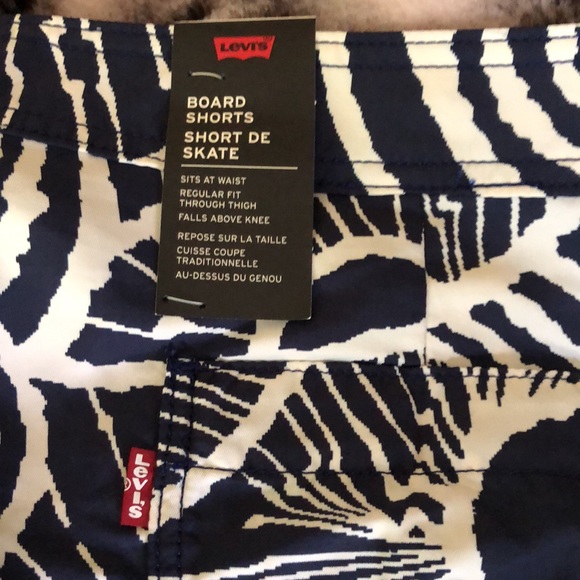 Levi's
BOARD
SHORTS
SHORT DE
SKATE
SITS AT WAIST
REGULAR FIT
THROUGH THIGH
FALLS ABOVE KNEE
REPOSE SUR LA TAILLE
CUISSE COUPE
TRADITIONNELLE
AU-DESSUS DU GENOU
Levi's